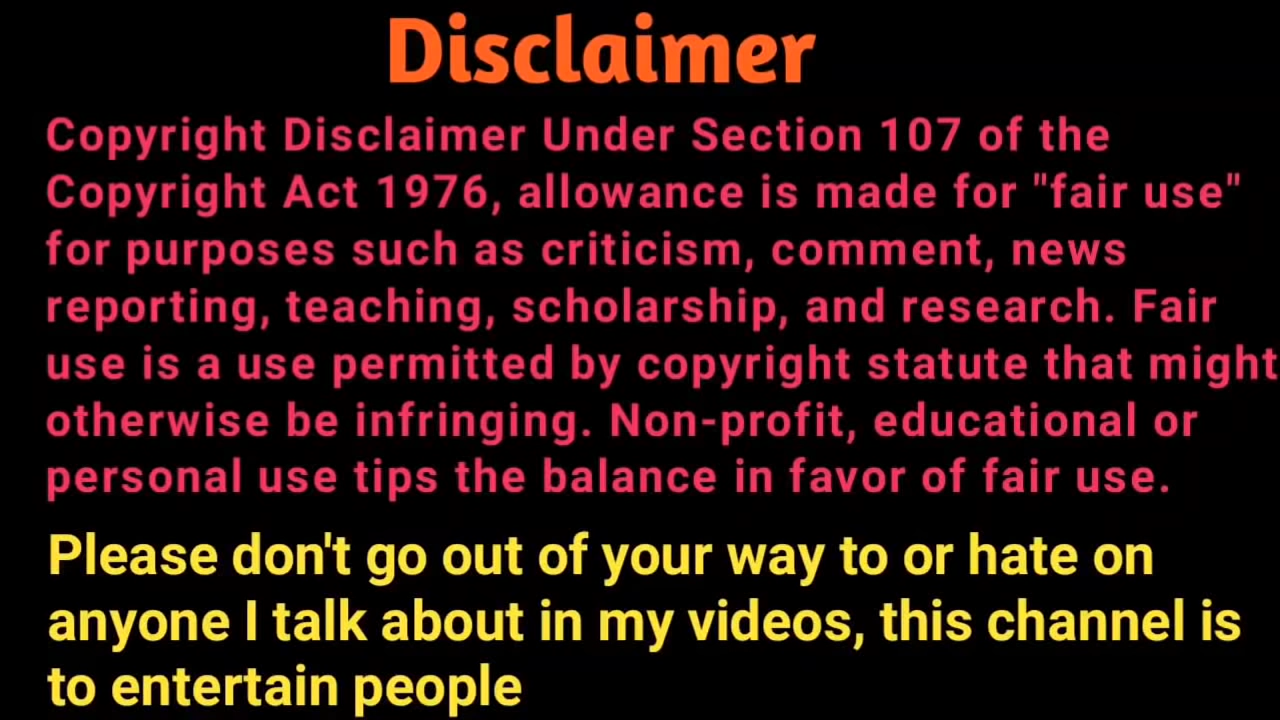 Disclaimer
Copyright Disclaimer Under Section 107 of the
Copyright Act 1976, allowance is made for "fair use"
for purposes such as criticism, comment, news
reporting, teaching, scholarship, and research. Fair
use is a use permitted by copyright statute that might
otherwise be infringing. Non-profit, educational or
personal use tips the balance in favor of fair use.
Please don't go out of your way to or hate on
anyone I talk about in my videos, this channel is
to entertain people